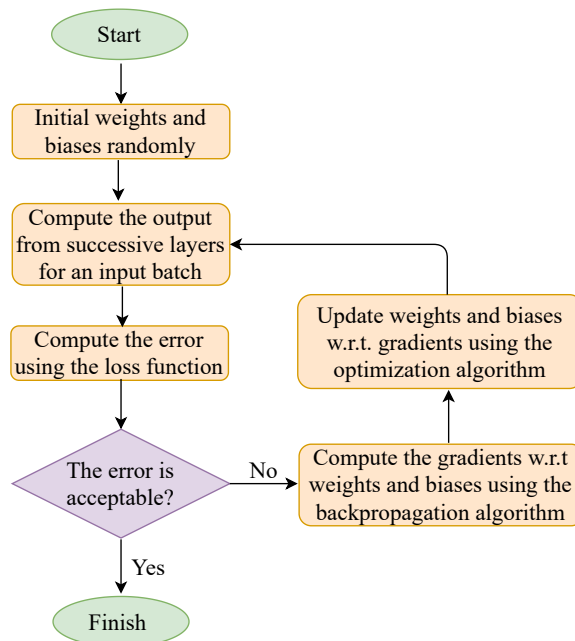 Start
Initial weights and
biases randomly
Compute the output
from successive layers
for an input batch
Compute the error
using the loss function
The error is
acceptable?
No
Compute the gradients w.r.t
weights and biases using the
backpropagation algorithm
Update weights and biases
w.r.t. gradients using the
optimization algorithm
Yes
Finish